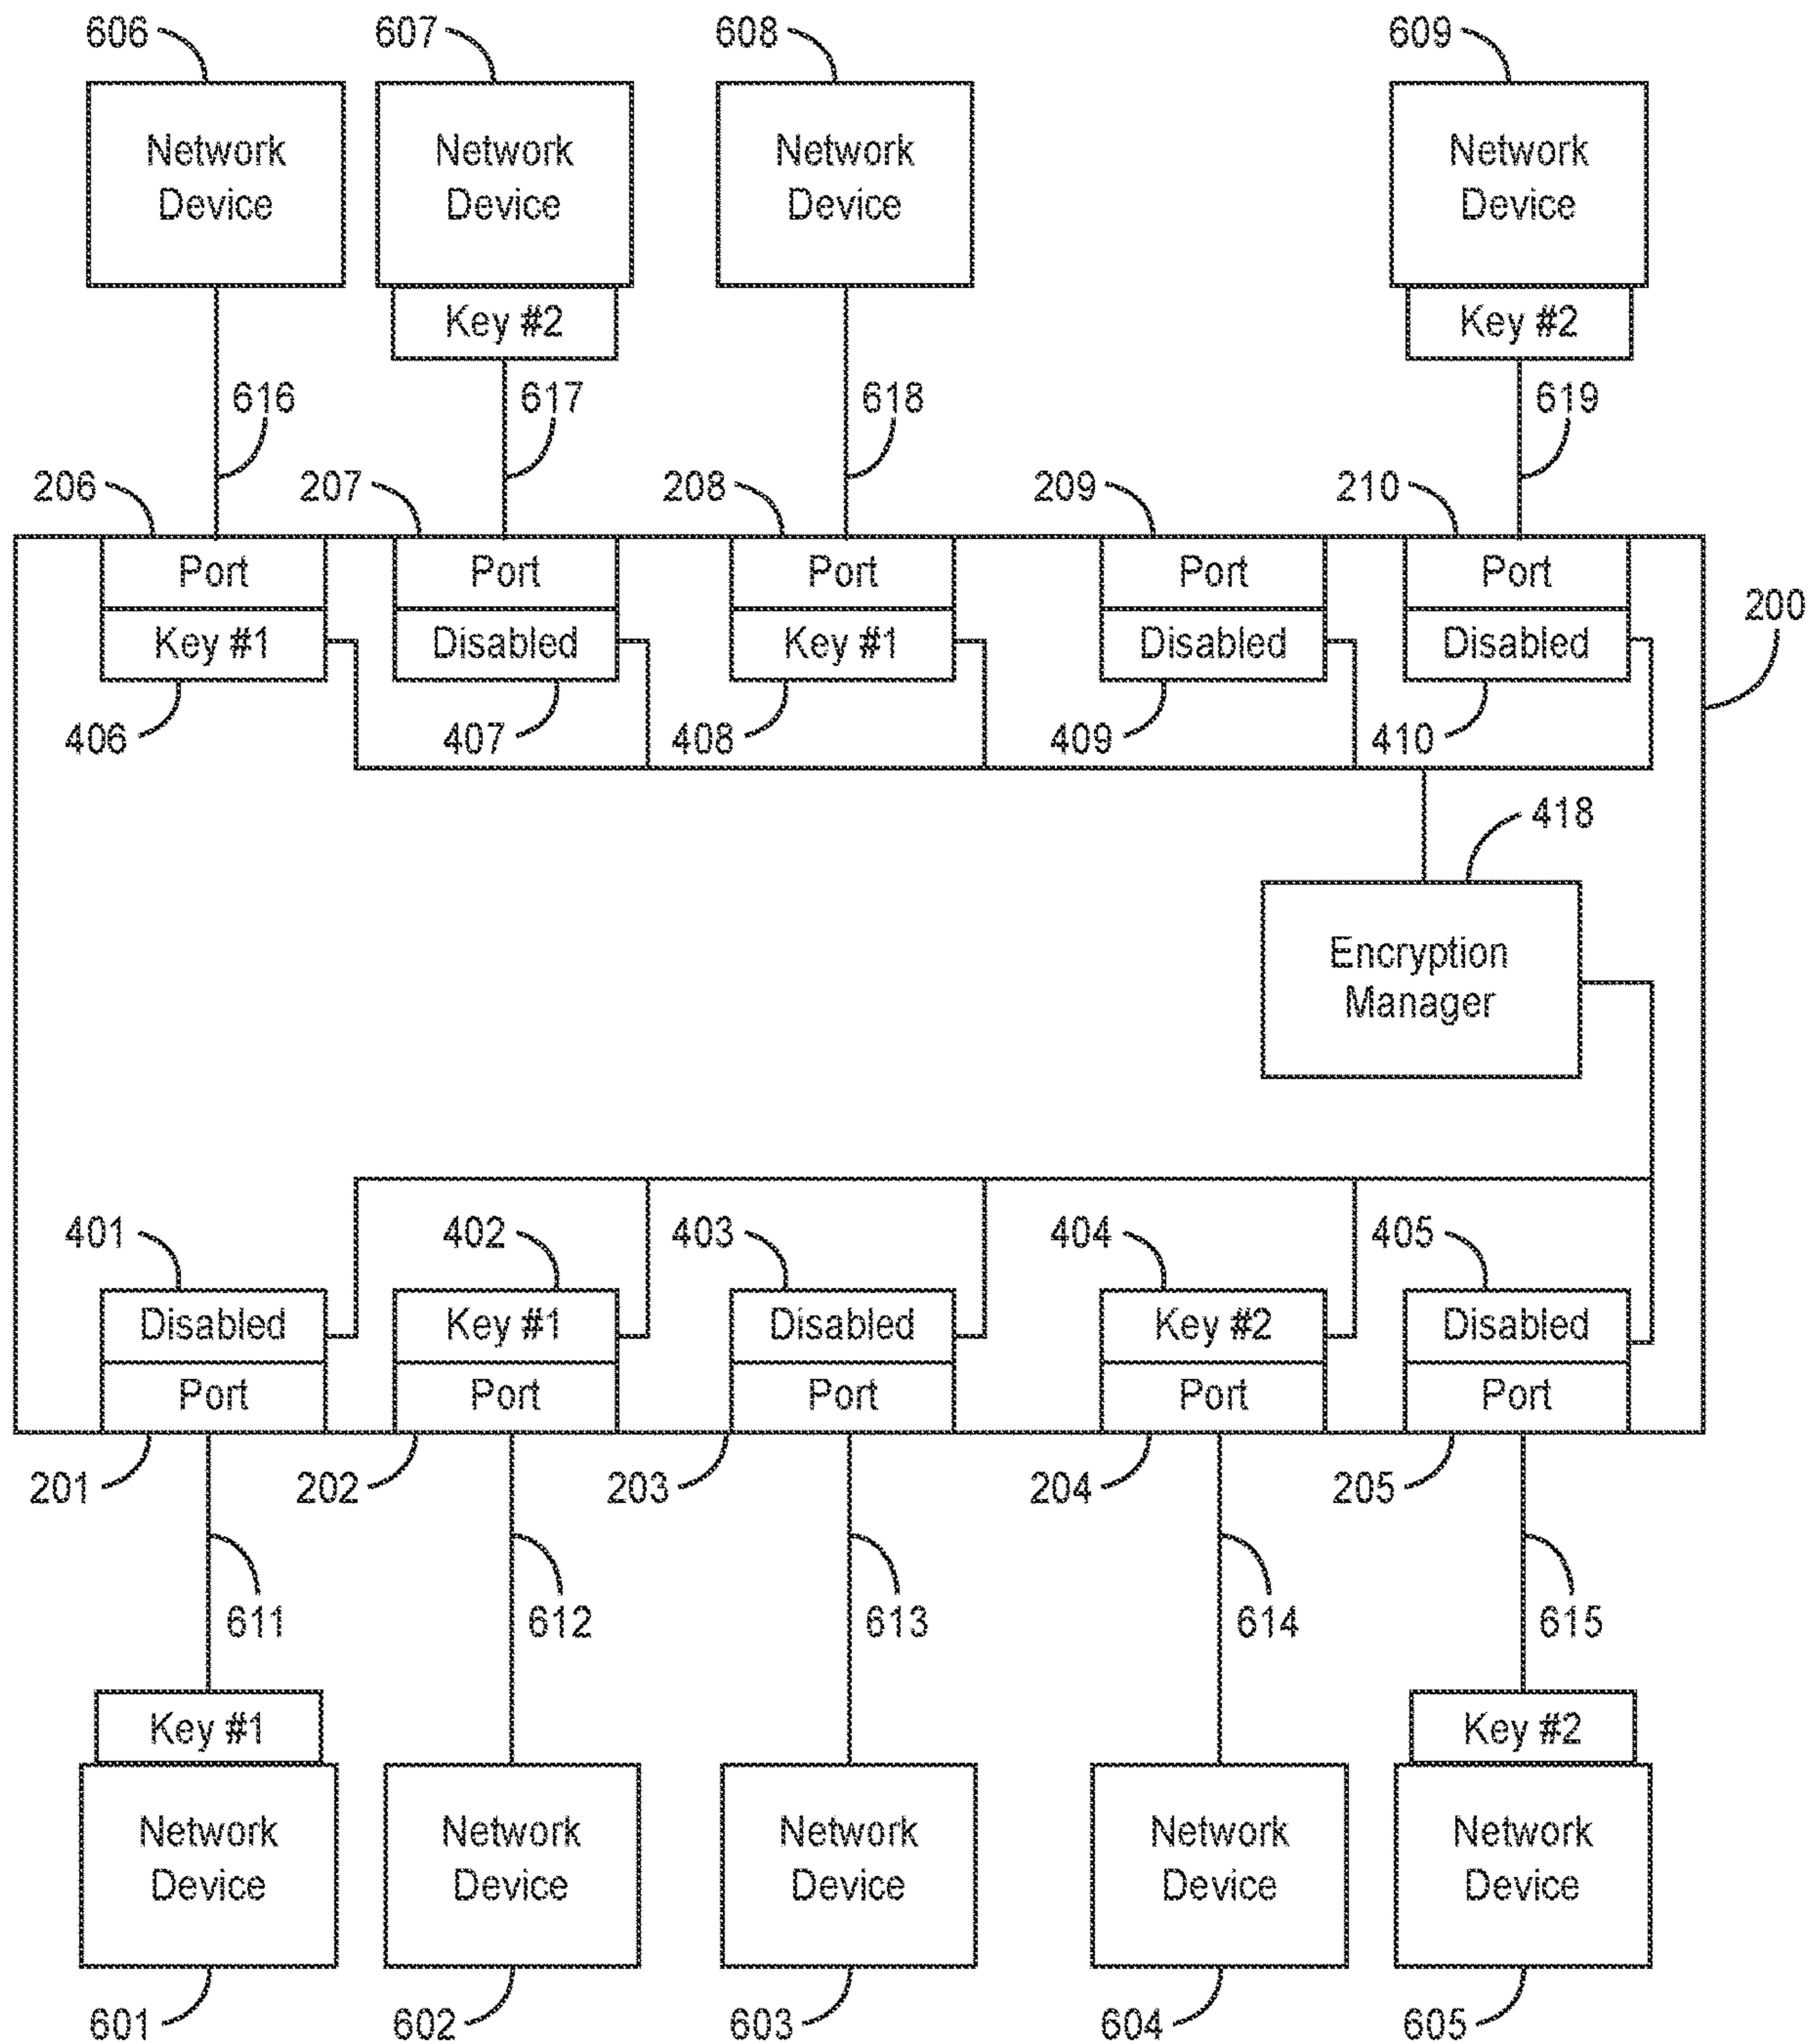 606 607 608 609
Network Device
Network Device
Network Device
Network Device
Key #2
Key #2
616 617 618 619
206 207 208 209 210
Port Port Port Port Port
200
Key #1 Disabled Key #1 Disabled Disabled
406 407 408 409 410
418
Encryption
Manager
401 402 403 404 405
Disabled Key #1 Disabled Key #2 Disabled
Port Port Port Port Port
201 202 203 204 205
611 612 613 614 615
Key #1 Key #2
Network Network Network Network Network
Device Device Device Device Device
601 602 603 604 605